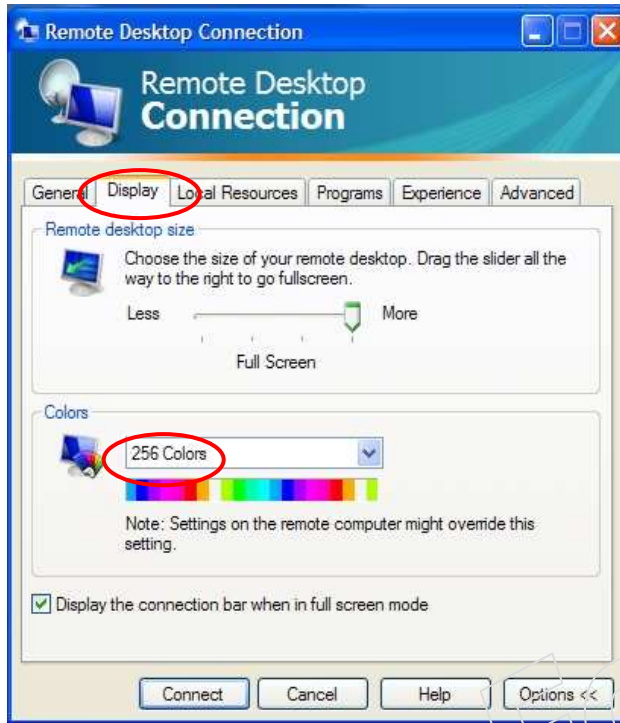 Remote Desktop Connection
Remote Desktop
Connection
General Display Local Resources Programs Experience Advanced
Remote desktop size
Choose the size of your remote desktop. Drag the slider all the
way to the right to go fullscreen.
Less More
Full Screen
Colors
256 Colors
Note: Settings on the remote computer might override this
setting.
Display the connection bar when in full screen mode
Connect Cancel Help Options <<